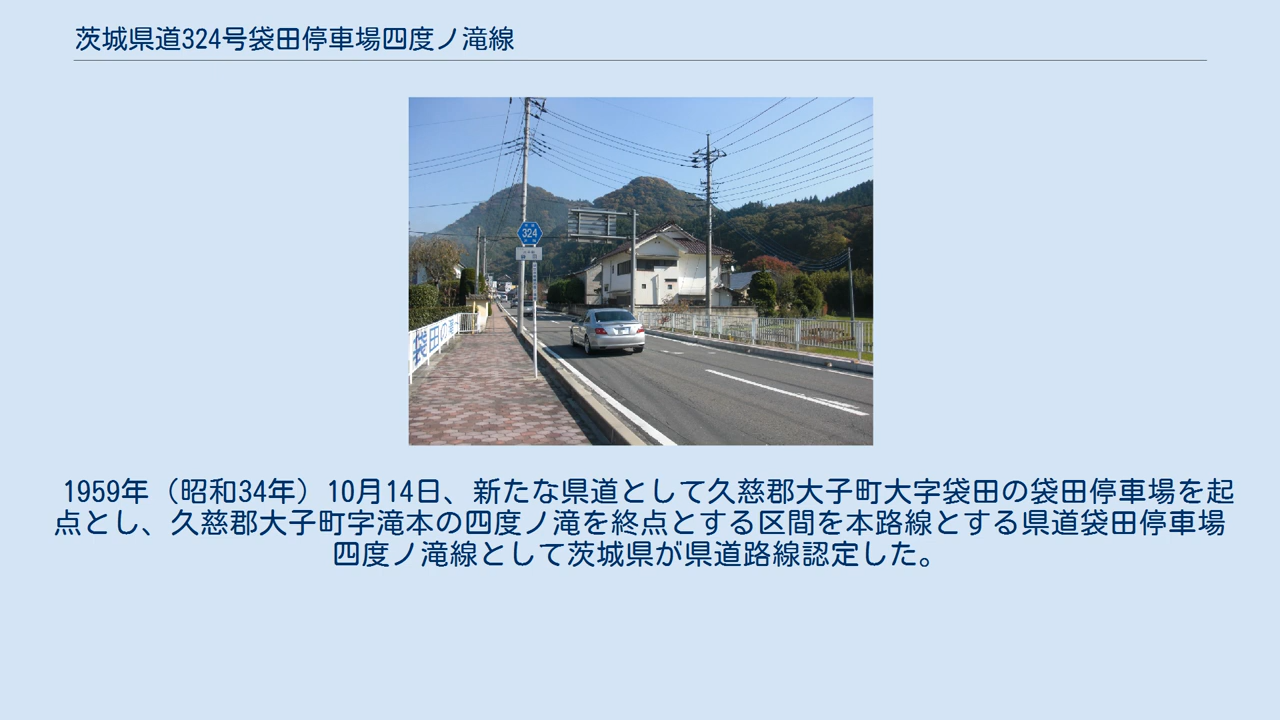 茨城県道324号袋田停車場四度ノ滝線
324
袋田の滝
1959年（昭和34年）10月14日、新たな県道として久慈郡大子町大字袋田の袋田停車場を起
点とし、久慈郡大子町字滝本の四度ノ滝を終点とする区間を本路線とする県道袋田停車場
四度ノ滝線として茨城県が県道路線認定した。